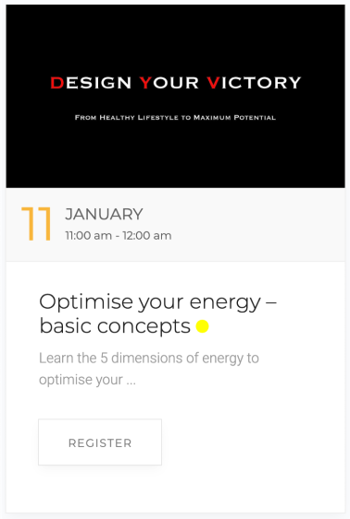 DESIGN YOUR VICTORY
FROM HEALTHY LIFESTYLE TO MAXIMUM POTENTIAL
11
JANUARY
11:00 am - 12:00 am
Optimise your energy –
basic concepts
Learn the 5 dimensions of energy to
optimise your ...
REGISTER